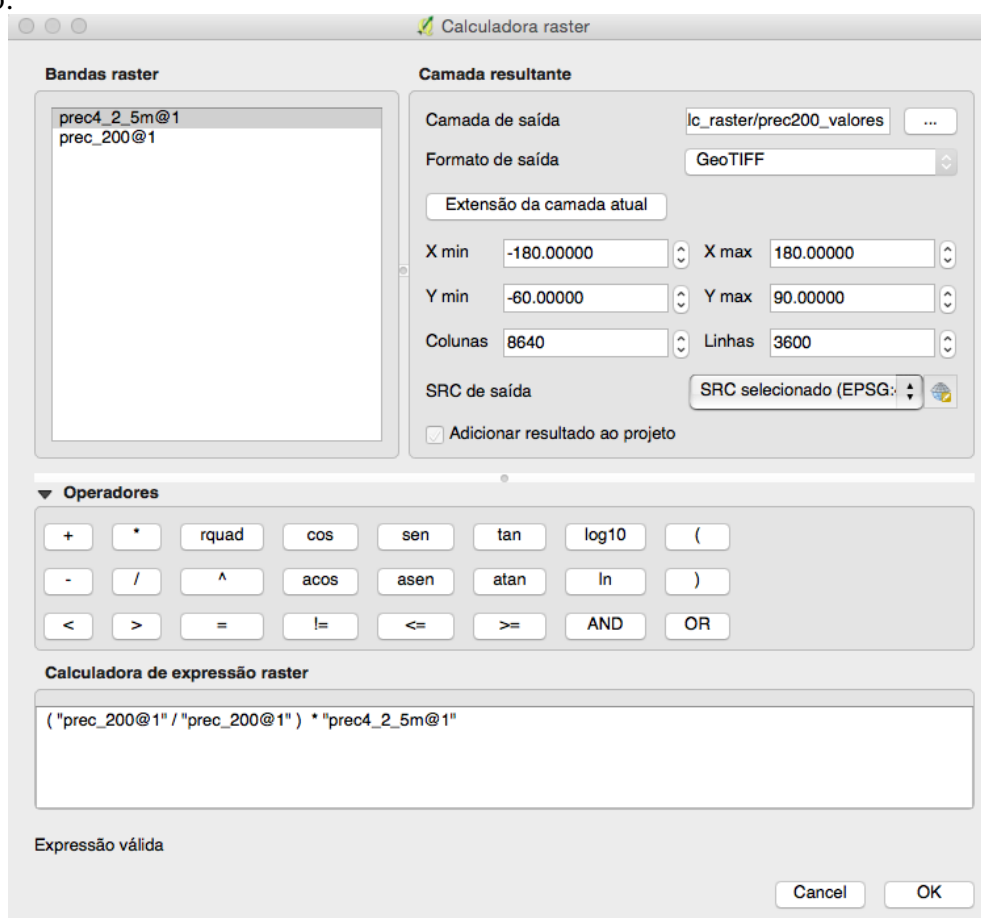 Calculadora raster
Bandas raster
prec4_2_5m@1
prec_200@1
Camada resultante
Camada de saída lc_raster/prec200_valores ...
Formato de saída GeoTIFF
Extensão da camada atual
X min -180.00000 X max 180.00000
Y min -60.00000 Y max 90.00000
Colunas 8640 Linhas 3600
SRC de saída SRC selecionado (EPSG:
Adicionar resultado ao projeto
Operadores
+ * rquad cos sen tan log10 (
- / ^ acos asen atan ln )
< > = != <= >= AND OR
Calculadora de expressão raster
( "prec_200@1" / "prec_200@1" ) * "prec4_2_5m@1"
Expressão válida
Cancel OK